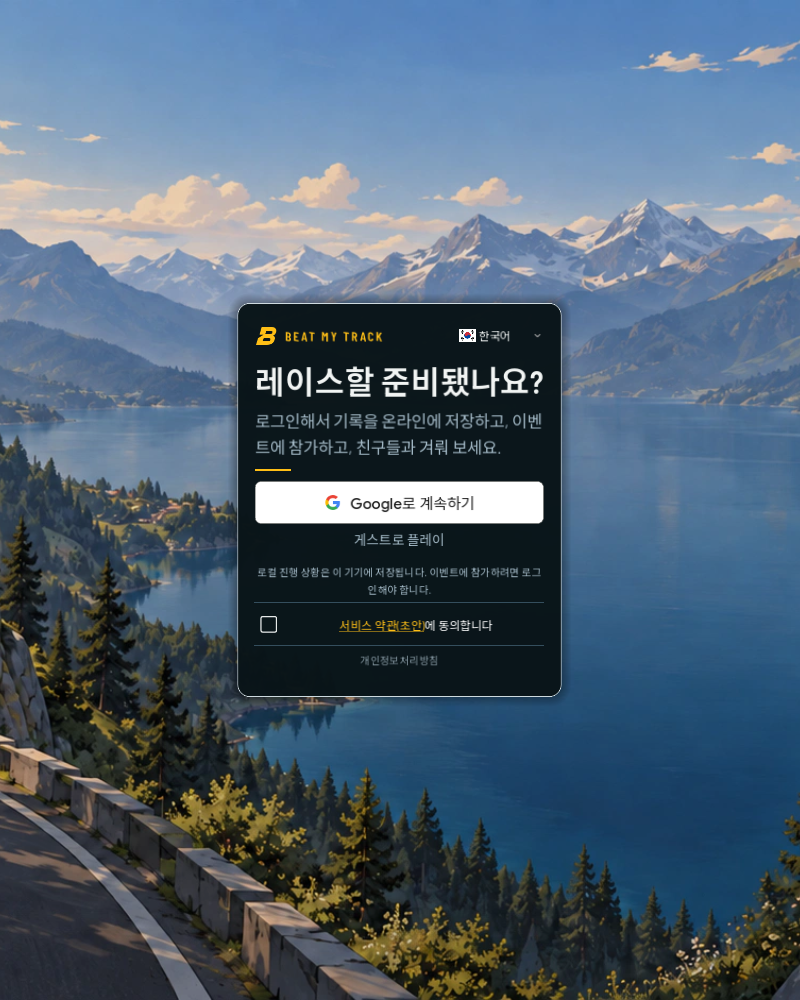 BEAT MY TRACK
한국어
레이스할 준비됐나요?
로그인해서 기록을 온라인에 저장하고, 이벤
트에 참가하고, 친구들과 겨뤄 보세요.
Google로 계속하기
게스트로 플레이
로컬 진행 상황은 이 기기에 저장됩니다. 이벤트에 참가하려면 로그
인해야 합니다.
서비스 약관(초안)에 동의합니다
개인정보 처리방침